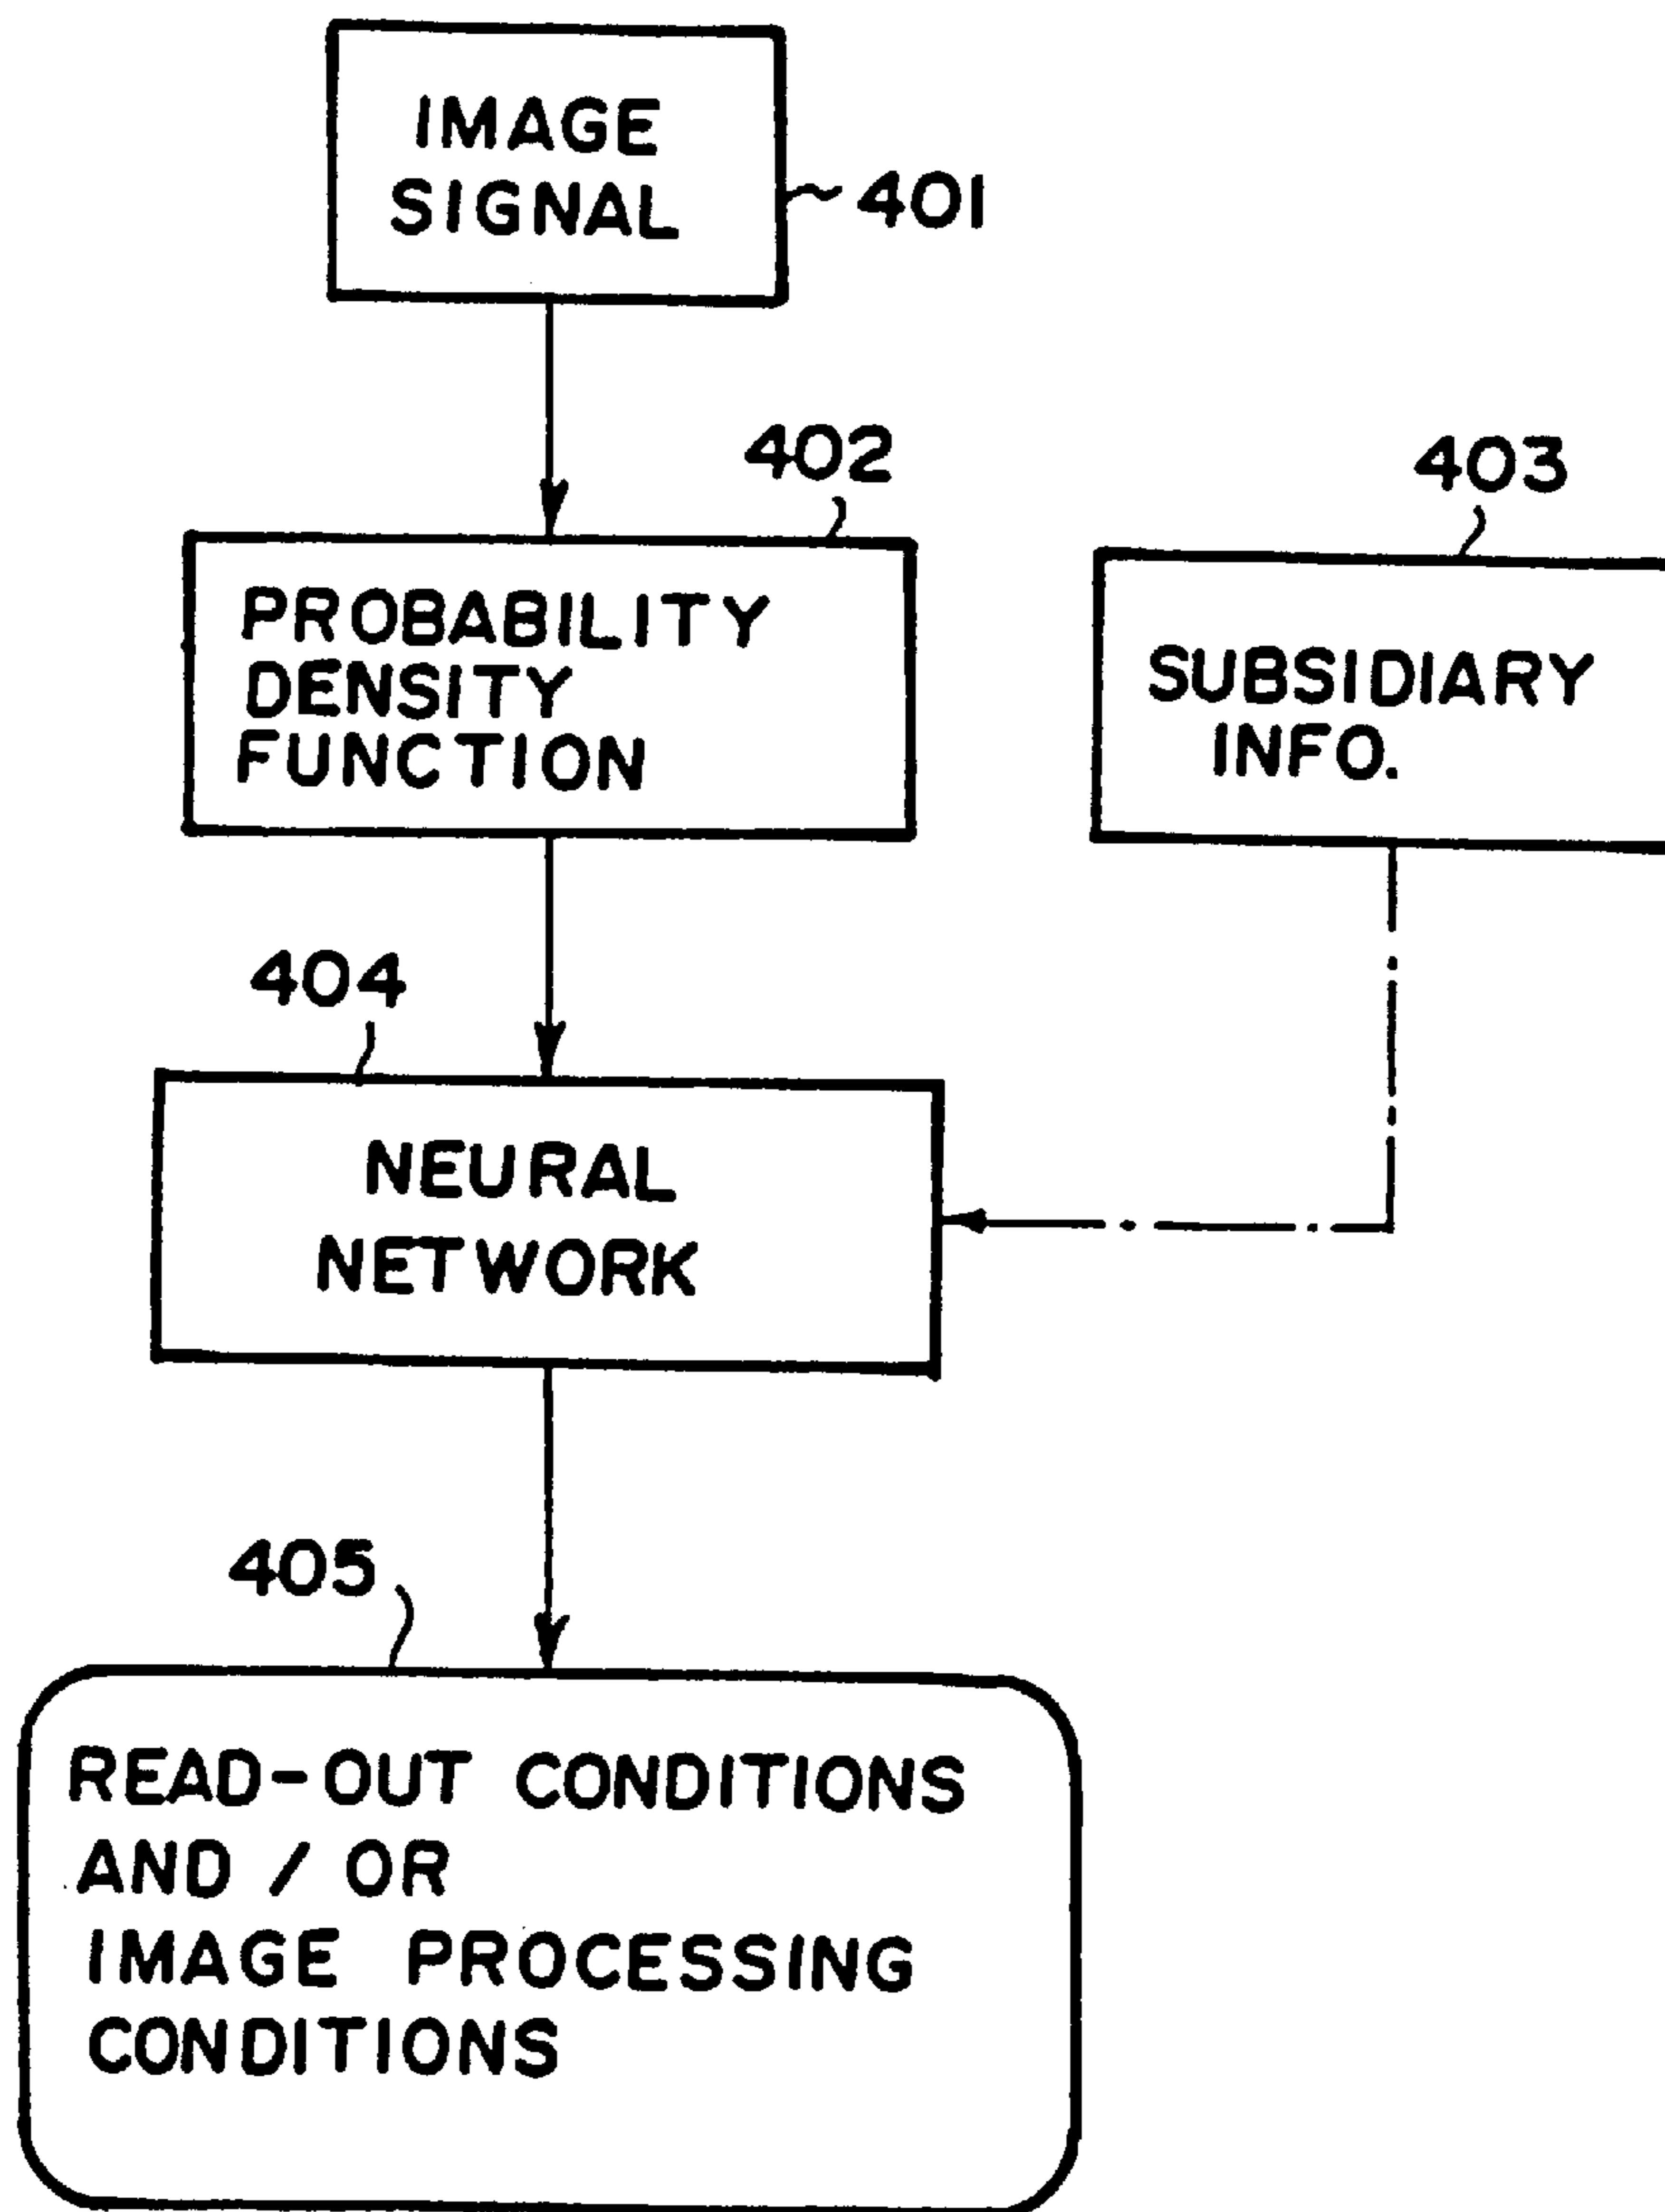 IMAGE
SIGNAL
401
402
403
PROBABILITY
DENSITY
FUNCTION
SUBSIDIARY
INFO.
404
NEURAL
NETWORK
405
READ-OUT CONDITIONS
AND / OR
IMAGE PROCESSING
CONDITIONS